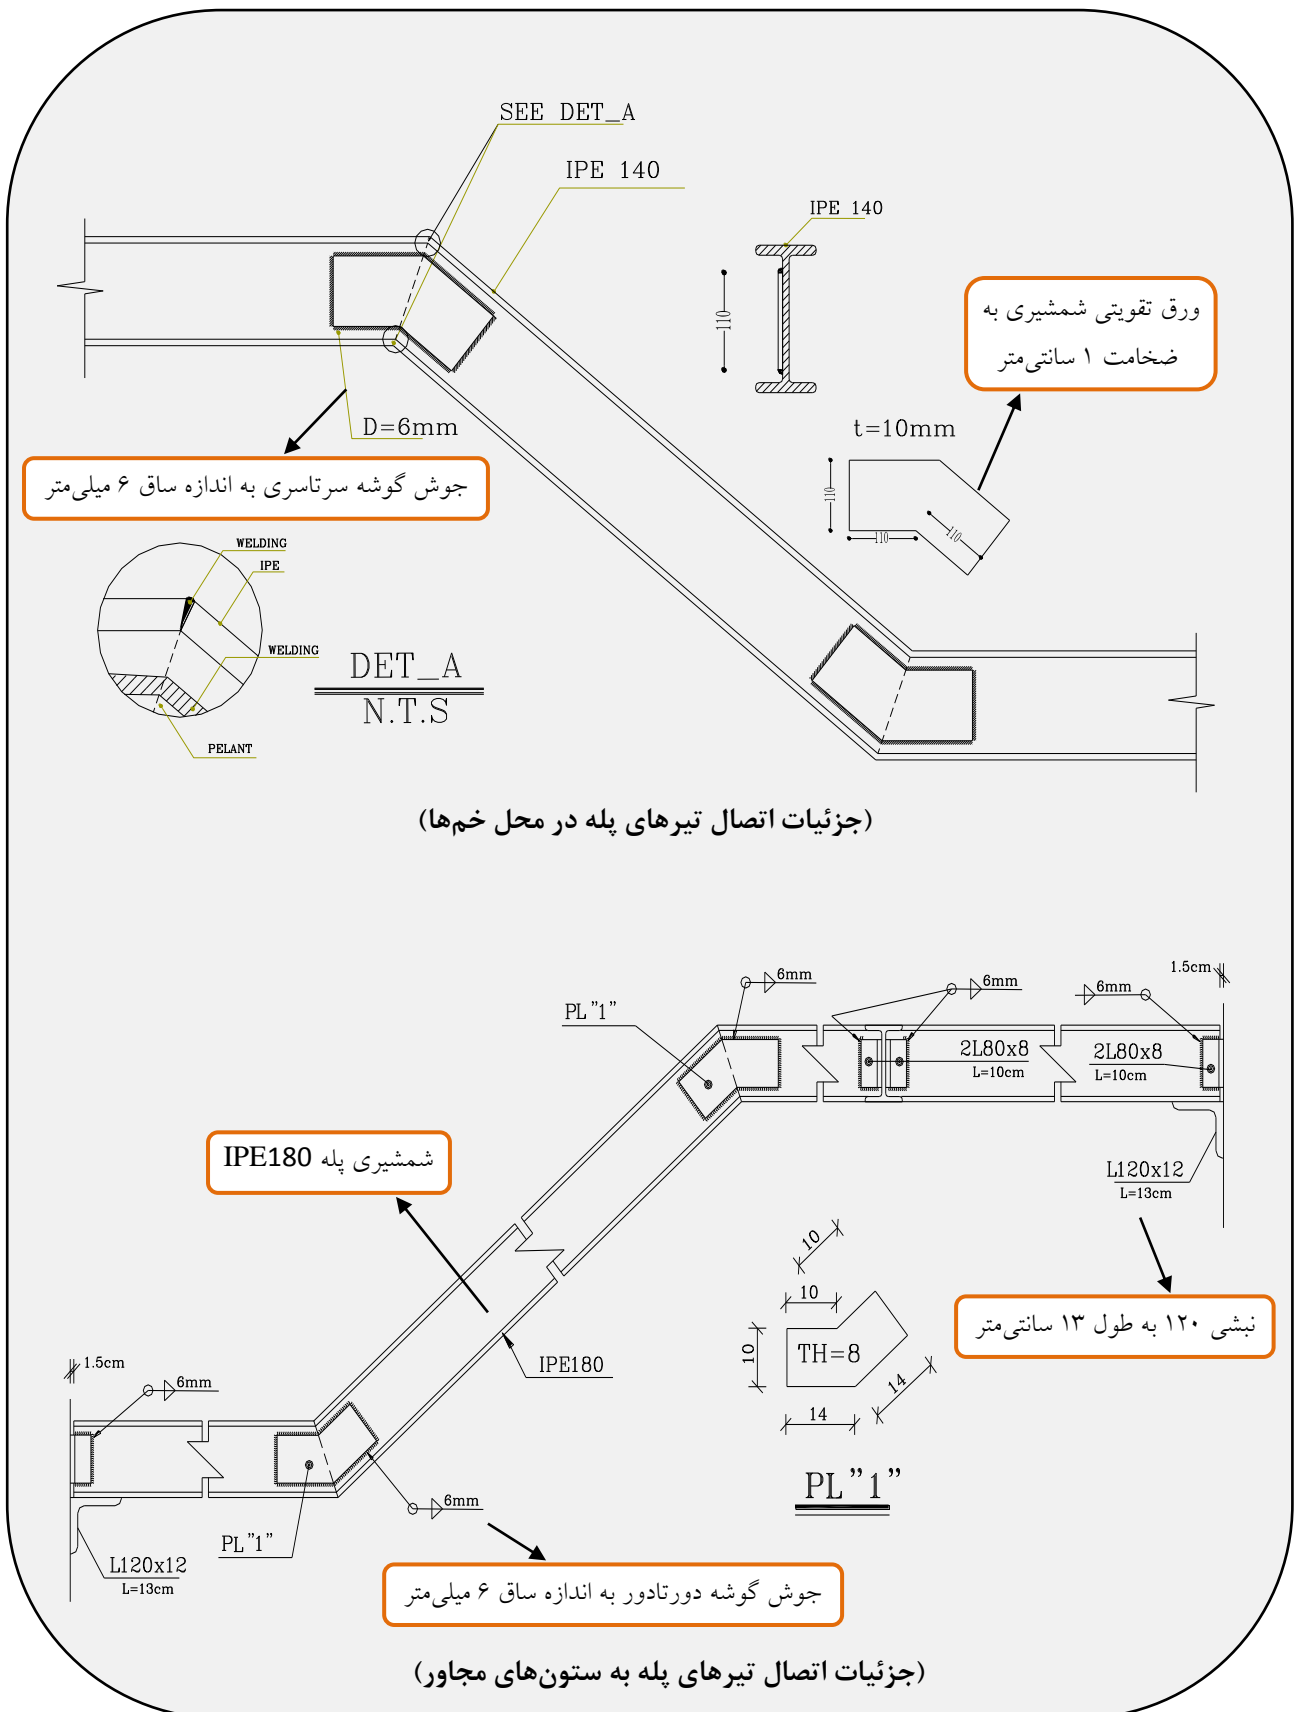 SEE DET_A
IPE 140
IPE 140
110
ورق تقویتی شمشیری به
ضخامت ۱ سانتی‌متر
D=6mm
t=10mm
جوش گوشه سرتاسری به اندازه ساق ۶ میلی‌متر
110
110
110
WELDING
IPE
WELDING
PELANT
DET_A
N.T.S
(جزئیات اتصال تیرهای پله در محل خم‌ها)
1.5cm
6mm
6mm
6mm
PL"1"
2L80x8
L=10cm
2L80x8
L=10cm
شمشیری پله IPE180
L120x12
L=13cm
10
10
نبشی ۱۲۰ به طول ۱۳ سانتی‌متر
10
TH=8
14
14
IPE180
1.5cm
6mm
6mm
PL"1"
PL"1"
L120x12
L=13cm
جوش گوشه دورتادور به اندازه ساق ۶ میلی‌متر
(جزئیات اتصال تیرهای پله به ستون‌های مجاور)